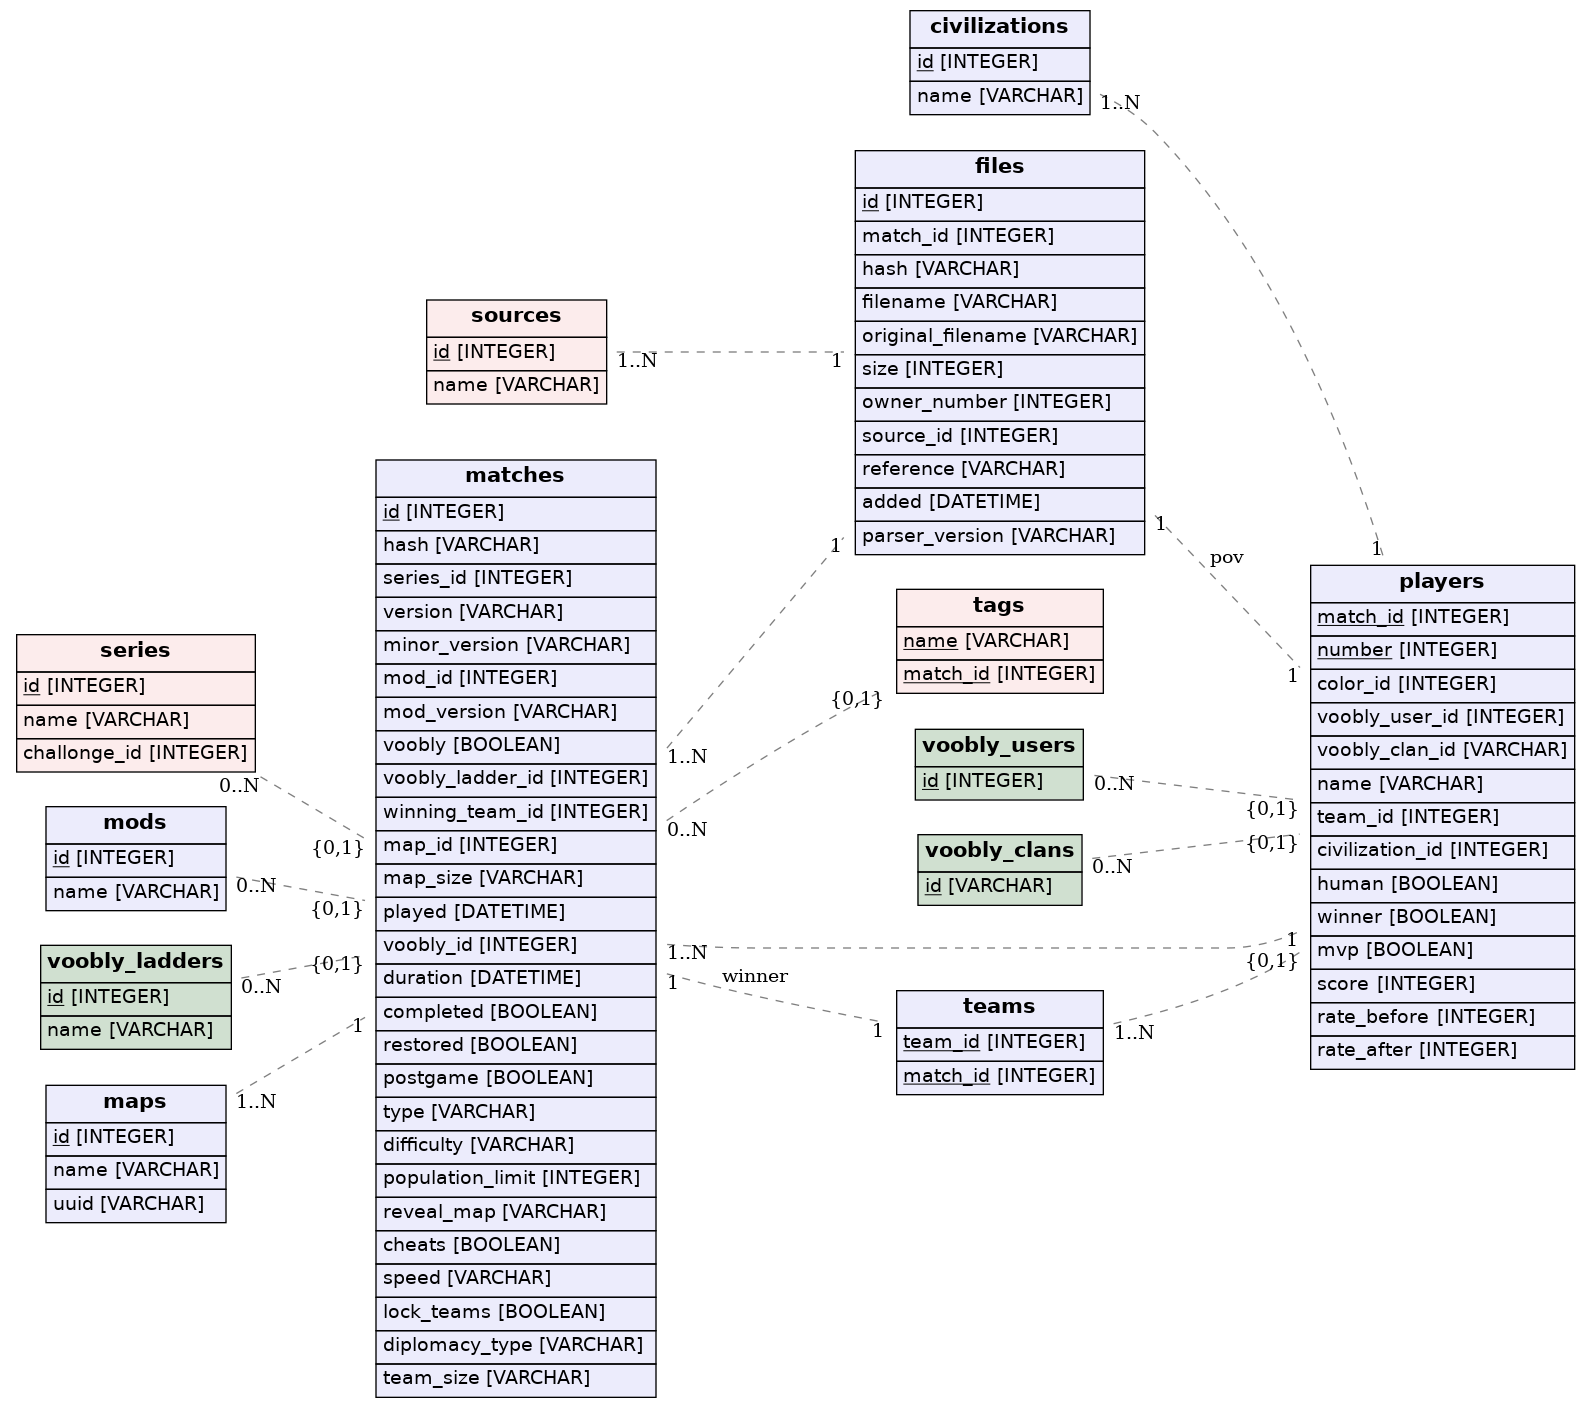 civilizations
id [INTEGER]
name [VARCHAR]
1..N
files
id [INTEGER]
match_id [INTEGER]
hash [VARCHAR]
filename [VARCHAR]
original_filename [VARCHAR]
size [INTEGER]
owner_number [INTEGER]
source_id [INTEGER]
reference [VARCHAR]
added [DATETIME]
parser_version [VARCHAR]
sources
id [INTEGER]
name [VARCHAR]
1..N
1
matches
id [INTEGER]
hash [VARCHAR]
series_id [INTEGER]
version [VARCHAR]
minor_version [VARCHAR]
mod_id [INTEGER]
mod_version [VARCHAR]
voobly [BOOLEAN]
voobly_ladder_id [INTEGER]
winning_team_id [INTEGER]
map_id [INTEGER]
map_size [VARCHAR]
played [DATETIME]
voobly_id [INTEGER]
duration [DATETIME]
completed [BOOLEAN]
restored [BOOLEAN]
postgame [BOOLEAN]
type [VARCHAR]
difficulty [VARCHAR]
population_limit [INTEGER]
reveal_map [VARCHAR]
cheats [BOOLEAN]
speed [VARCHAR]
lock_teams [BOOLEAN]
diplomacy_type [VARCHAR]
team_size [VARCHAR]
1
1..N
1
pov
1
1
players
match_id [INTEGER]
number [INTEGER]
color_id [INTEGER]
voobly_user_id [INTEGER]
voobly_clan_id [VARCHAR]
name [VARCHAR]
team_id [INTEGER]
civilization_id [INTEGER]
human [BOOLEAN]
winner [BOOLEAN]
mvp [BOOLEAN]
score [INTEGER]
rate_before [INTEGER]
rate_after [INTEGER]
tags
name [VARCHAR]
match_id [INTEGER]
{0,1}
0..N
series
id [INTEGER]
name [VARCHAR]
challonge_id [INTEGER]
0..N
{0,1}
voobly_users
id [INTEGER]
0..N
{0,1}
mods
id [INTEGER]
name [VARCHAR]
0..N
{0,1}
voobly_clans
id [VARCHAR]
0..N
{0,1}
voobly_ladders
id [INTEGER]
name [VARCHAR]
0..N
{0,1}
1..N
1
1
winner
1
teams
team_id [INTEGER]
match_id [INTEGER]
1..N
{0,1}
maps
id [INTEGER]
name [VARCHAR]
uuid [VARCHAR]
1..N
1